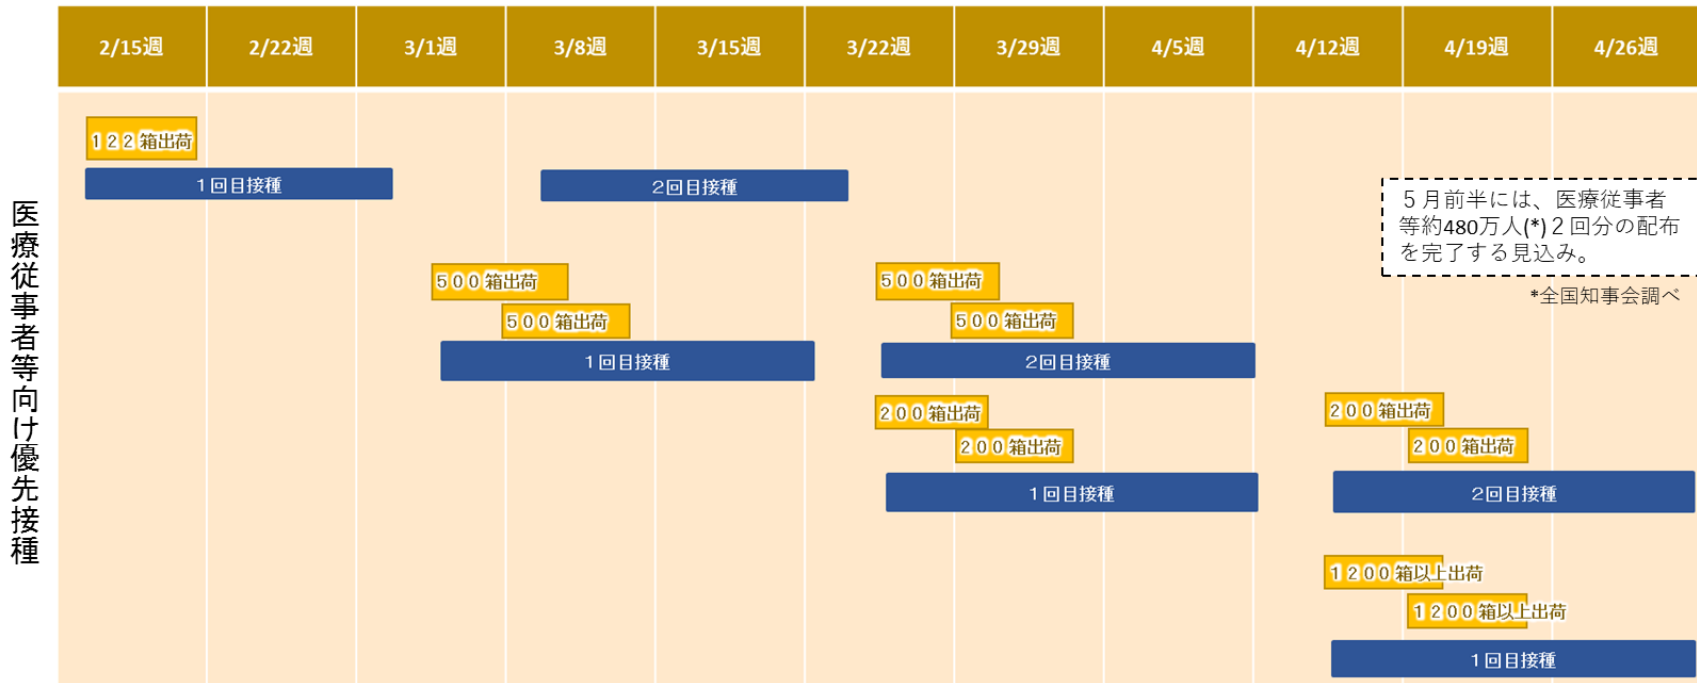 2/15週
2/22週
3/1週
3/8週
3/15週
3/22週
3/29週
4/5週
4/12週
4/19週
4/26週
医療従事者等向け優先接種
122箱出荷
1回目接種
2回目接種
5月前半には、医療従事者
等約480万人(*)2回分の配布
を完了する見込み。
*全国知事会調べ
500箱出荷
500箱出荷
1回目接種
500箱出荷
500箱出荷
2回目接種
200箱出荷
200箱出荷
1回目接種
200箱出荷
200箱出荷
2回目接種
1200箱以上出荷
1200箱以上出荷
1回目接種